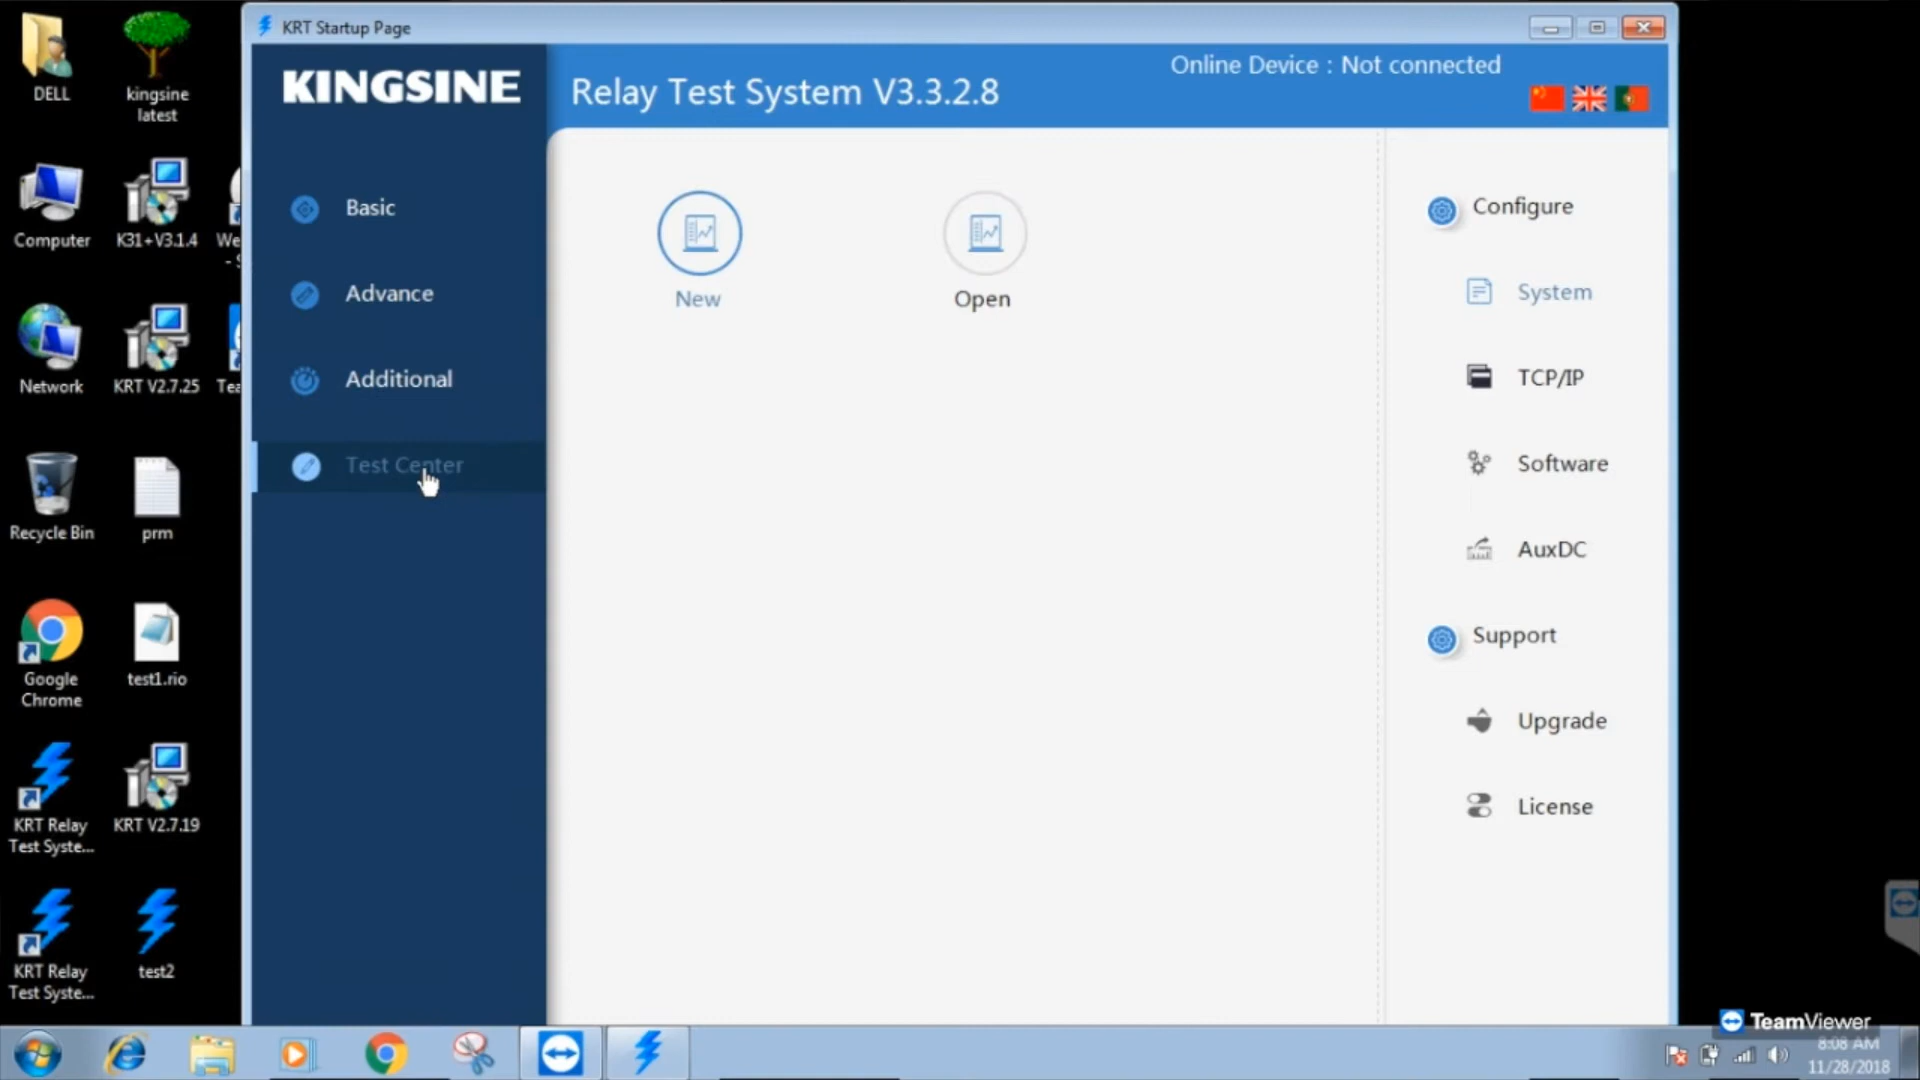 KRT Startup Page
KINGSINE
Relay Test System V3.3.2.8
Online Device : Not connected
Basic
Advance
Additional
Test Center
New
Open
Configure
System
TCP/IP
Software
AuxDC
Support
Upgrade
License
DELL
kingsine
latest
Computer
K31+V3.1.4
We
- S
Network
KRT V2.7.25
Tea
Recycle Bin
prm
Google
Chrome
test1.rio
KRT Relay
Test Syste...
KRT V2.7.19
KRT Relay
Test Syste...
test2
TeamViewer
8:08 AM
11/28/2018